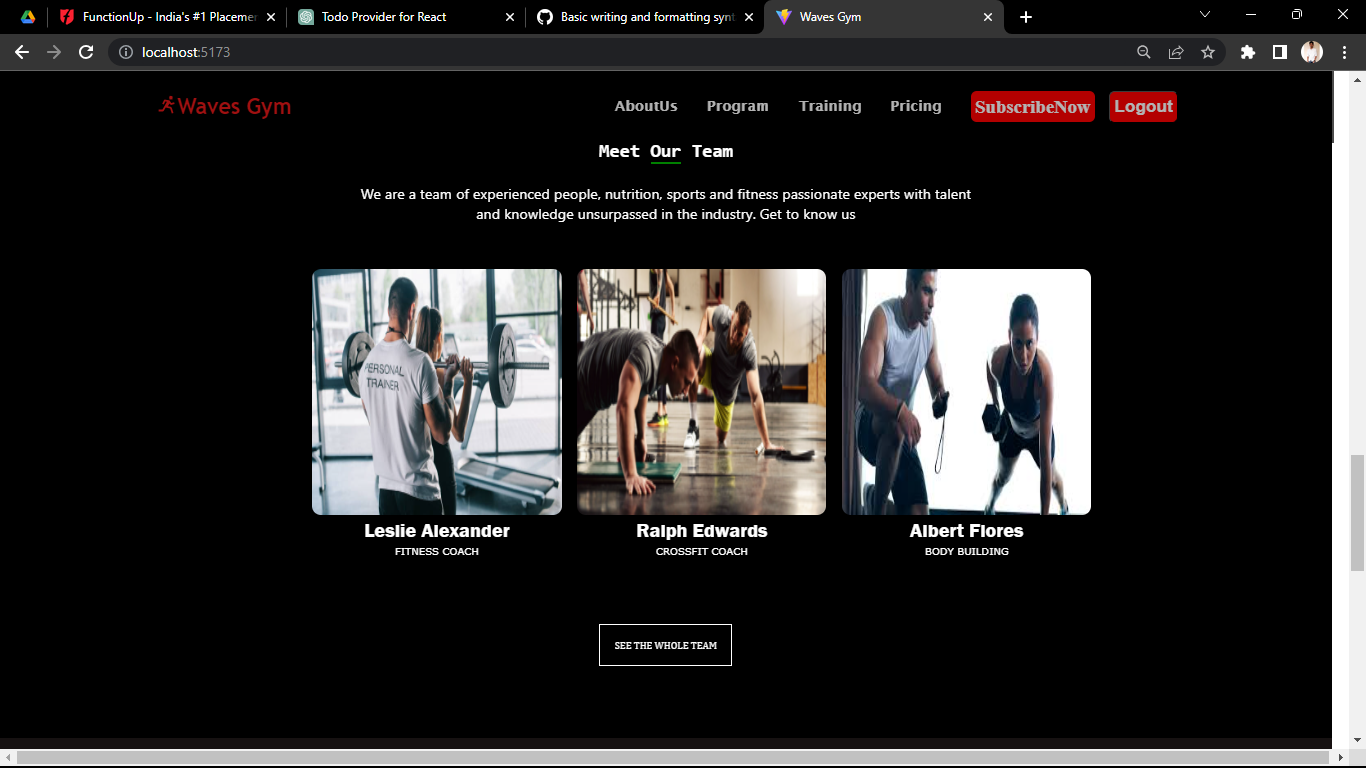 FunctionUp - India's #1 Placemer
Todo Provider for React
Basic writing and formatting synt
Waves Gym
localhost:5173
Waves Gym
AboutUs
Program
Training
Pricing
SubscribeNow
Logout
Meet Our Team
We are a team of experienced people, nutrition, sports and fitness passionate experts with talent
and knowledge unsurpassed in the industry. Get to know us
PERSONAL
TRAINER
Leslie Alexander
FITNESS COACH
Ralph Edwards
CROSSFIT COACH
Albert Flores
BODY BUILDING
SEE THE WHOLE TEAM